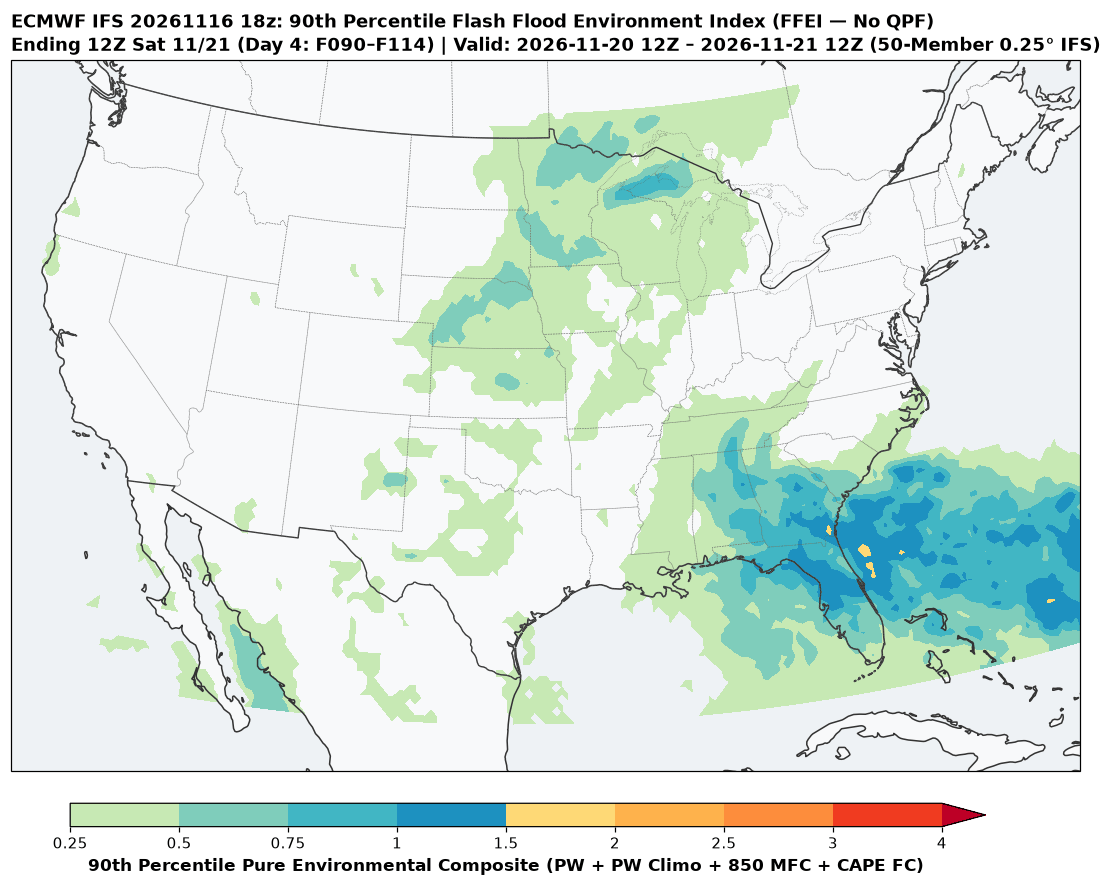 ECMWF IFS 20261116 18z: 90th Percentile Flash Flood Environment Index (FFEI — No QPF)
Ending 12Z Sat 11/21 (Day 4: F090–F114) | Valid: 2026-11-20 12Z – 2026-11-21 12Z (50-Member 0.25° IFS)
0.25 0.5 0.75 1 1.5 2 2.5 3 4
90th Percentile Pure Environmental Composite (PW + PW Climo + 850 MFC + CAPE FC)